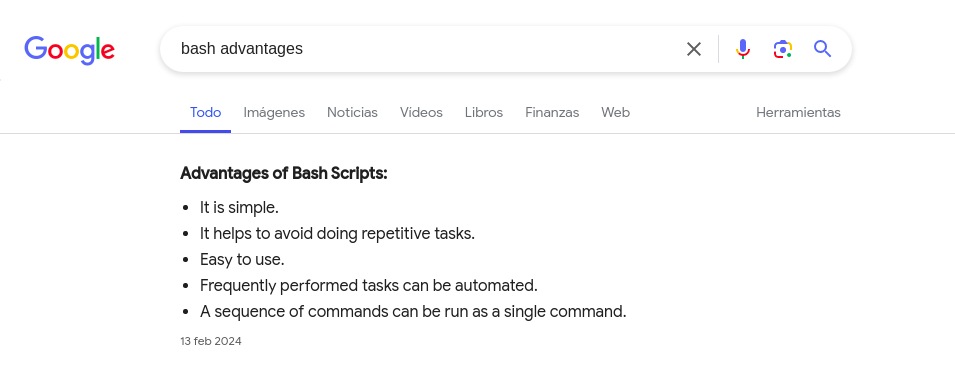 Google
bash advantages
Todo Imágenes Noticias Vídeos Libros Finanzas Web Herramientas
Advantages of Bash Scripts:
• It is simple.
• It helps to avoid doing repetitive tasks.
• Easy to use.
• Frequently performed tasks can be automated.
• A sequence of commands can be run as a single command.
13 feb 2024